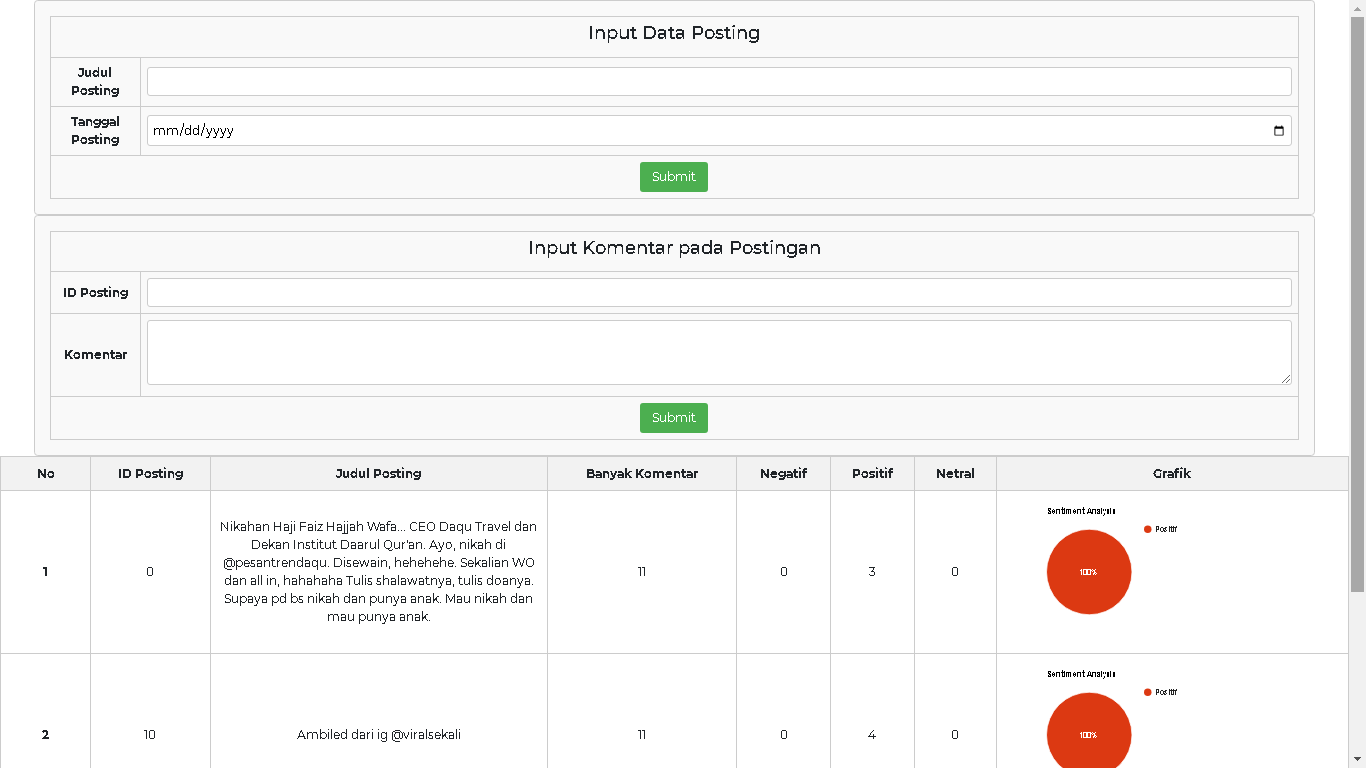 Input Data Posting
Judul
Posting
Tanggal
Posting
mm/dd/yyyy
Submit
Input Komentar pada Postingan
ID Posting
Komentar
Submit
No ID Posting Judul Posting Banyak Komentar Negatif Positif Netral Grafik
1 0
Nikahan Haji Faiz Hajjah Wafa... CEO Daqu Travel dan
Dekan Institut Daarul Qur'an. Ayo, nikah di
@pesantrendaqu. Disewain, hehehehe. Sekalian WO
dan all in, hahahaha Tulis shalawatnya, tulis doanya.
Supaya pd bs nikah dan punya anak. Mau nikah dan
mau punya anak.
11 0 3 0
Sentiment Analysis
Positif
100%
2 10 Ambiled dari ig @viralsekali 11 0 4 0
Sentiment Analysis
Positif
100%